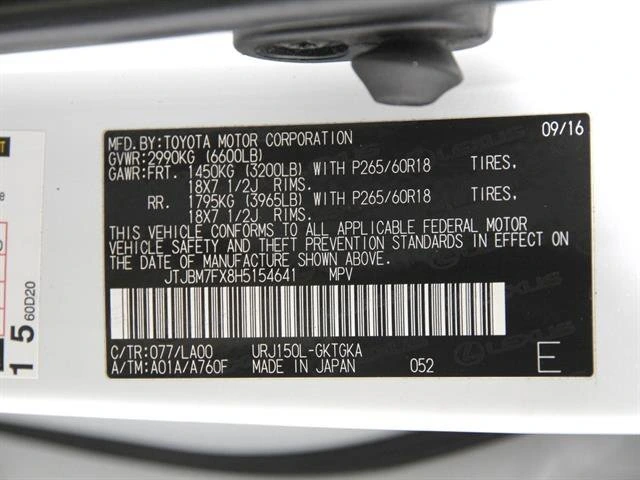 MFD. BY: TOYOTA MOTOR CORPORATION 09/16
GVWR: 2990KG (6600LB)
GAWR: FRT. 1450KG (3200LB) WITH P265/60R18 TIRES.
18X7 1/2J RIMS.
RR. 1795KG (3965LB) WITH P265/60R18 TIRES.
18X7 1/2J RIMS.
THIS VEHICLE CONFORMS TO ALL APPLICABLE FEDERAL MOTOR
VEHICLE SAFETY AND THEFT PREVENTION STANDARDS IN EFFECT ON
THE DATE OF MANUFACTURE SHOWN ABOVE.
JTJBM7FX8H5154641 MPV
C/TR: 077/LA00 URJ150L-GKTGKA
A/TM: A01A/A760F MADE IN JAPAN 052 E
15
60D20